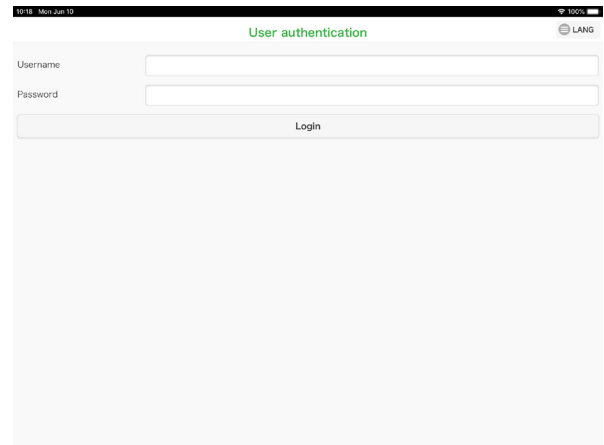 10:18 Mon Jun 10 100%
User authentication LANG
Username
Password
Login